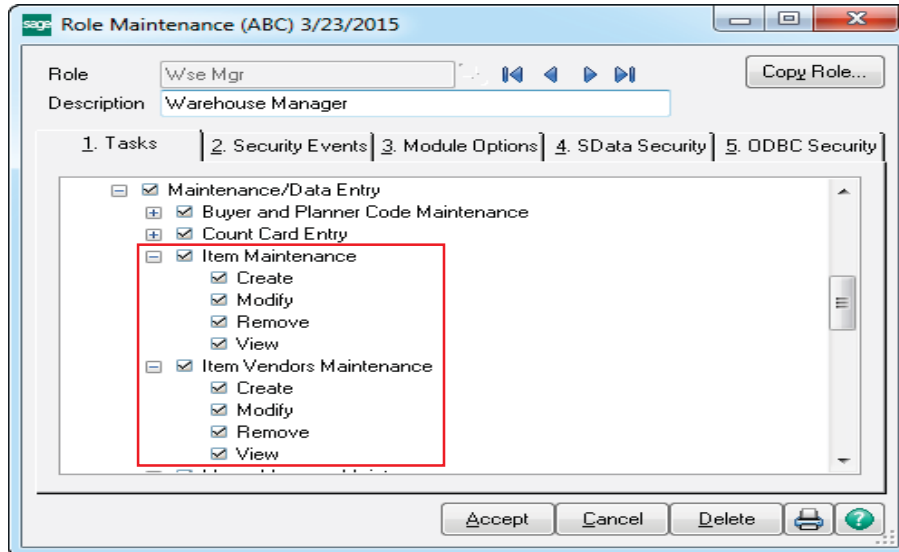 sage Role Maintenance (ABC) 3/23/2015
Role Wse Mgr Copy Role...
Description Warehouse Manager
1. Tasks 2. Security Events 3. Module Options 4. SData Security 5. ODBC Security
Maintenance/Data Entry
Buyer and Planner Code Maintenance
Count Card Entry
Item Maintenance
Create
Modify
Remove
View
Item Vendors Maintenance
Create
Modify
Remove
View
Accept Cancel Delete